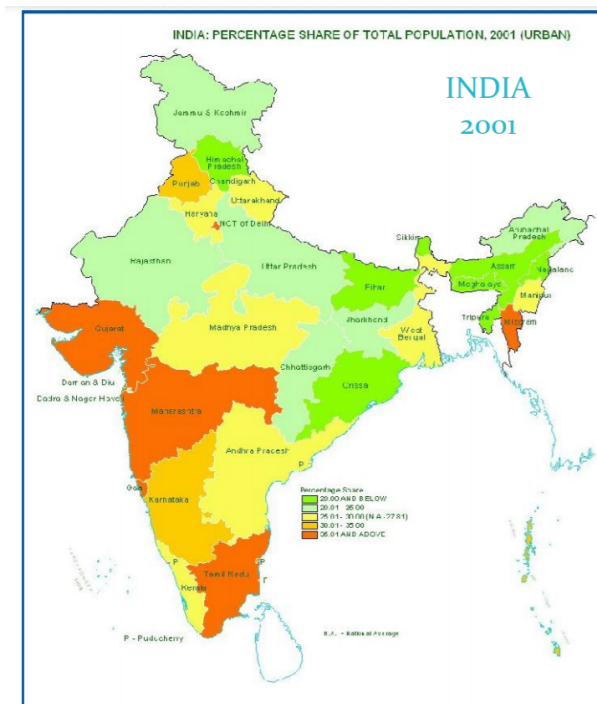 INDIA: PERCENTAGE SHARE OF TOTAL POPULATION, 2001 (URBAN)
INDIA
2001
Jammu & Kashmir
Himachal
Pradesh
Punjab
Chandigarh
Uttarakhand
Haryana
NCT of Delhi
Arunachal
Pradesh
Sikkim
Rajasthan
Uttar Pradesh
Assam
Nagaland
Bihar
Meghalaya
Manipur
Tripura
Mizoram
Jharkhand
West
Bengal
Gujarat
Madhya Pradesh
Chhattisgarh
Orissa
Daman & Diu
Dadra & Nagar Haveli
Maharashtra
Andhra Pradesh
P
Goa
Karnataka
Percentage Share
20.00 AND BELOW
20.01 - 25.00
25.01 - 30.00 (N.A.-27.81)
30.01 - 35.00
35.01 AND ABOVE
P
Tamil Nadu
P
Kerala
P - Puducherry
N.A. - National Average